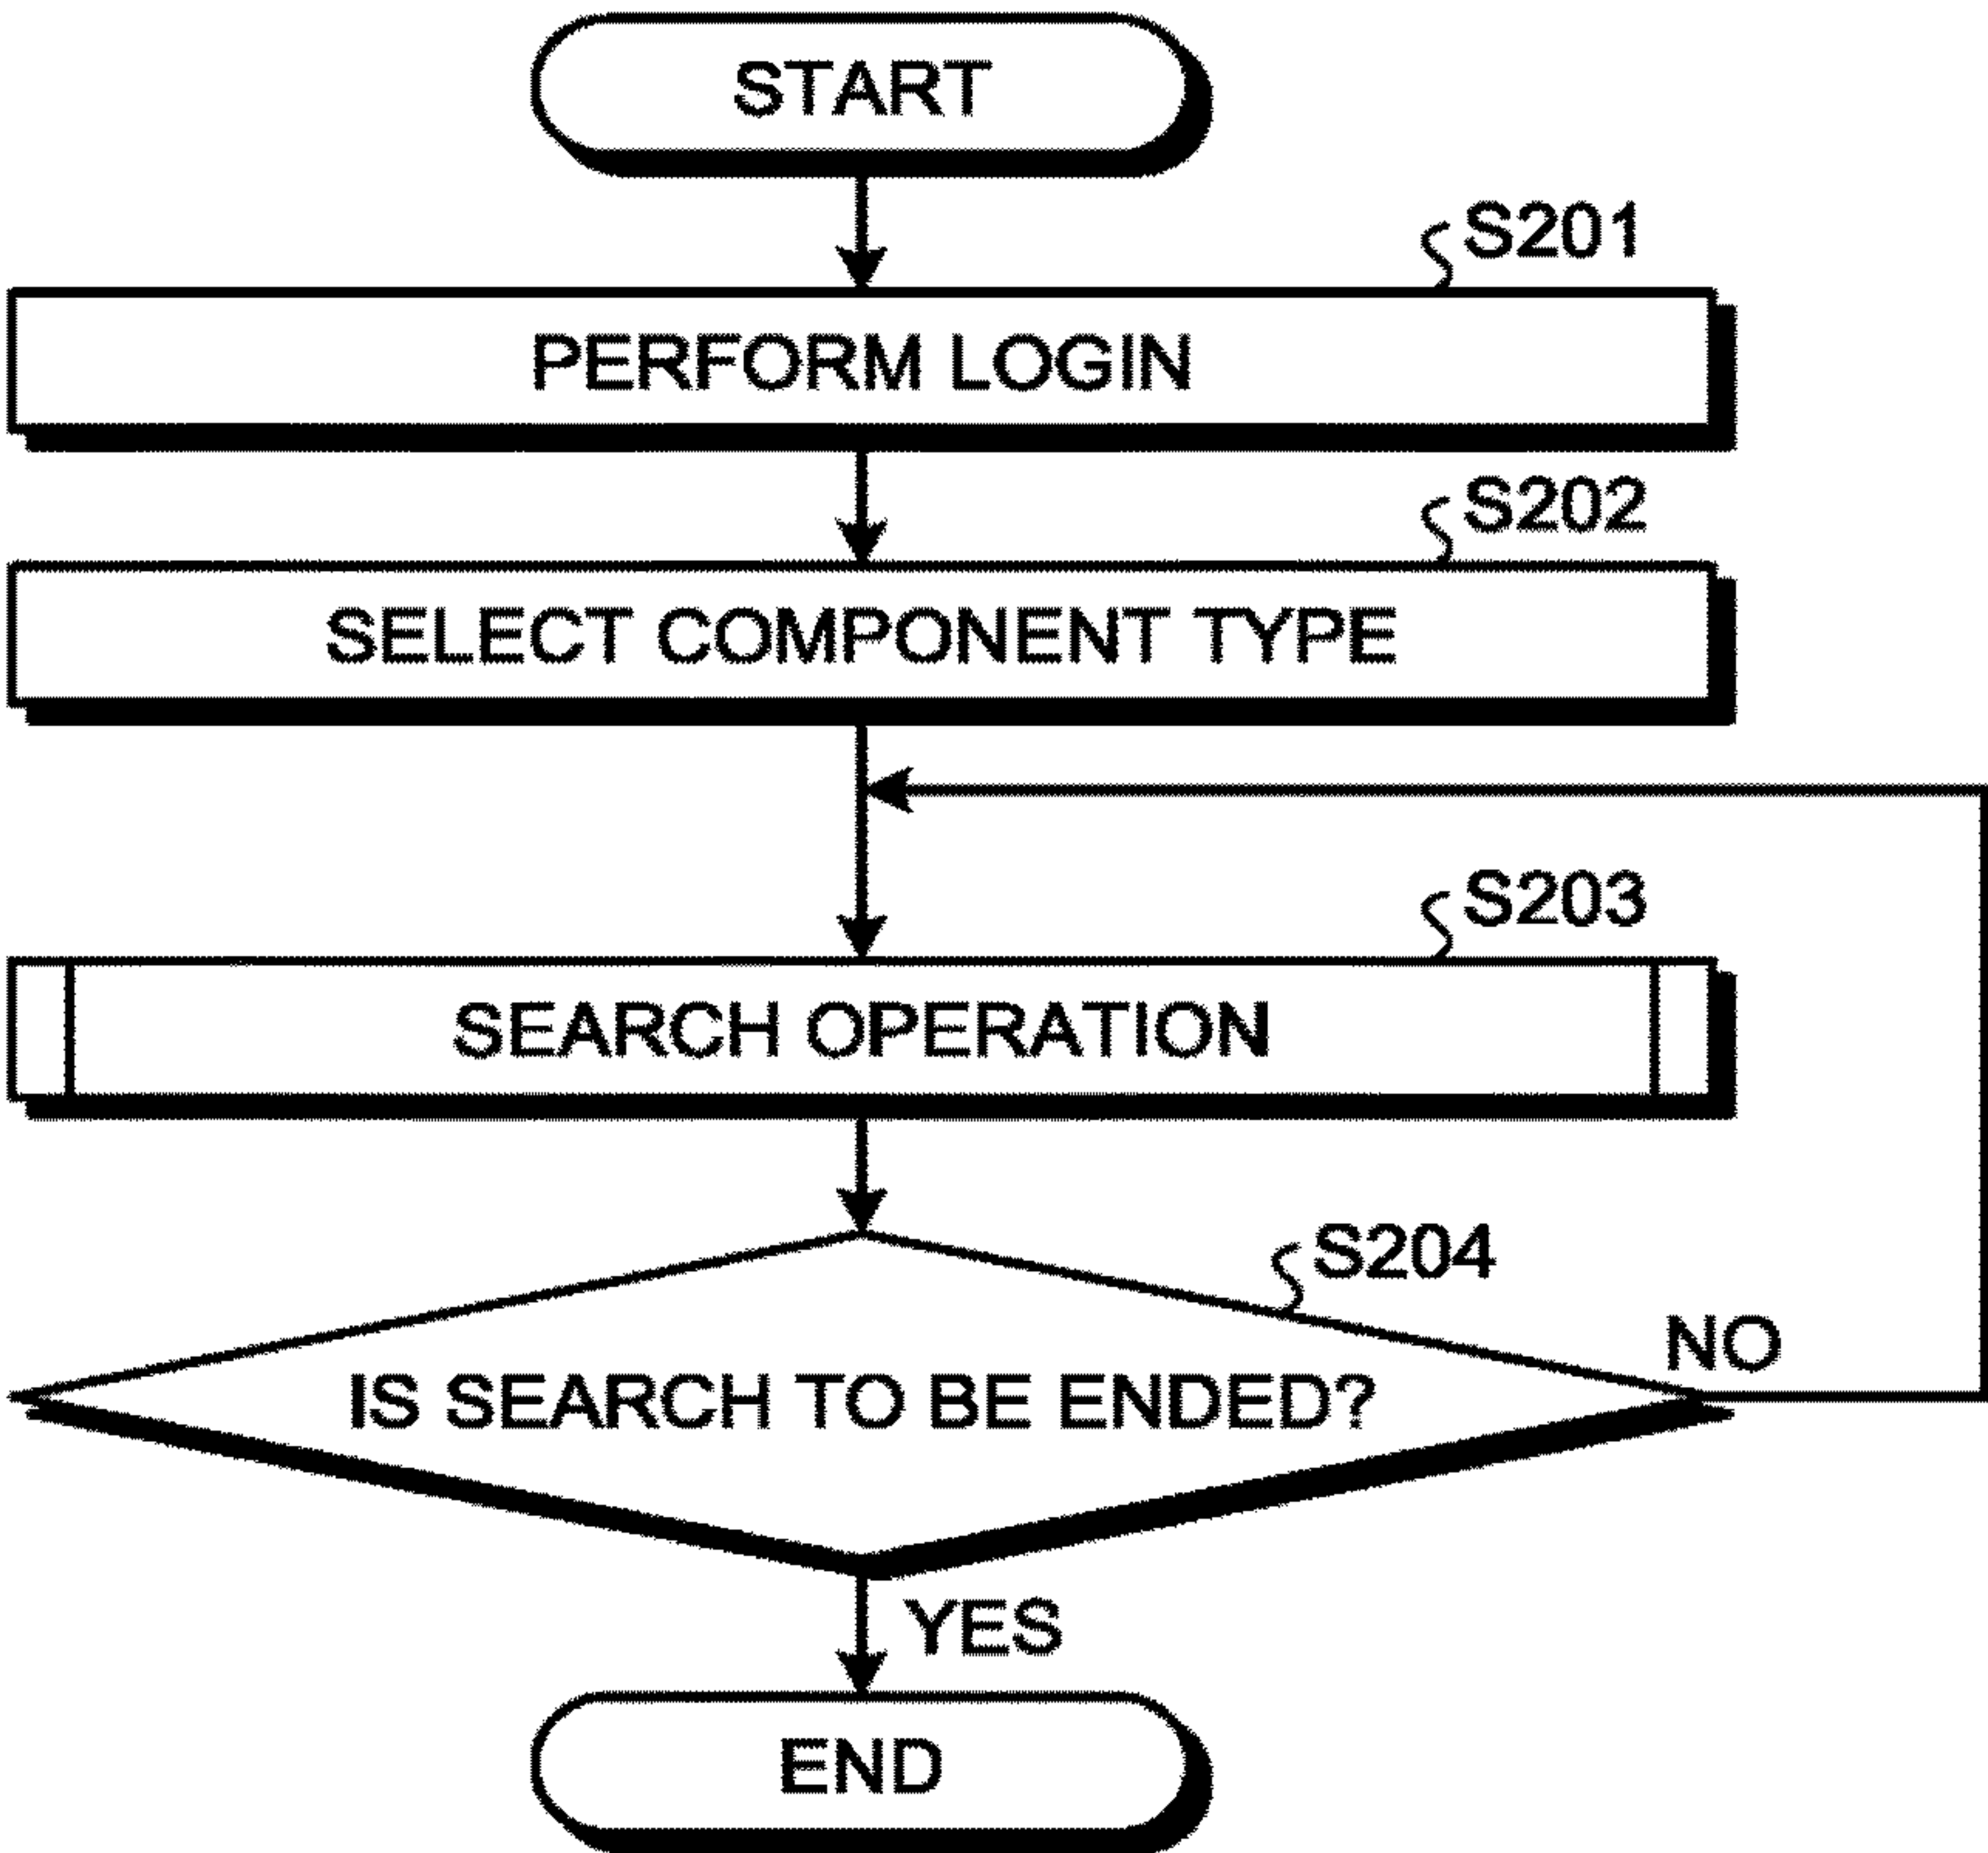 START
S201
PERFORM LOGIN
S202
SELECT COMPONENT TYPE
S203
SEARCH OPERATION
S204
NO
IS SEARCH TO BE ENDED?
YES
END